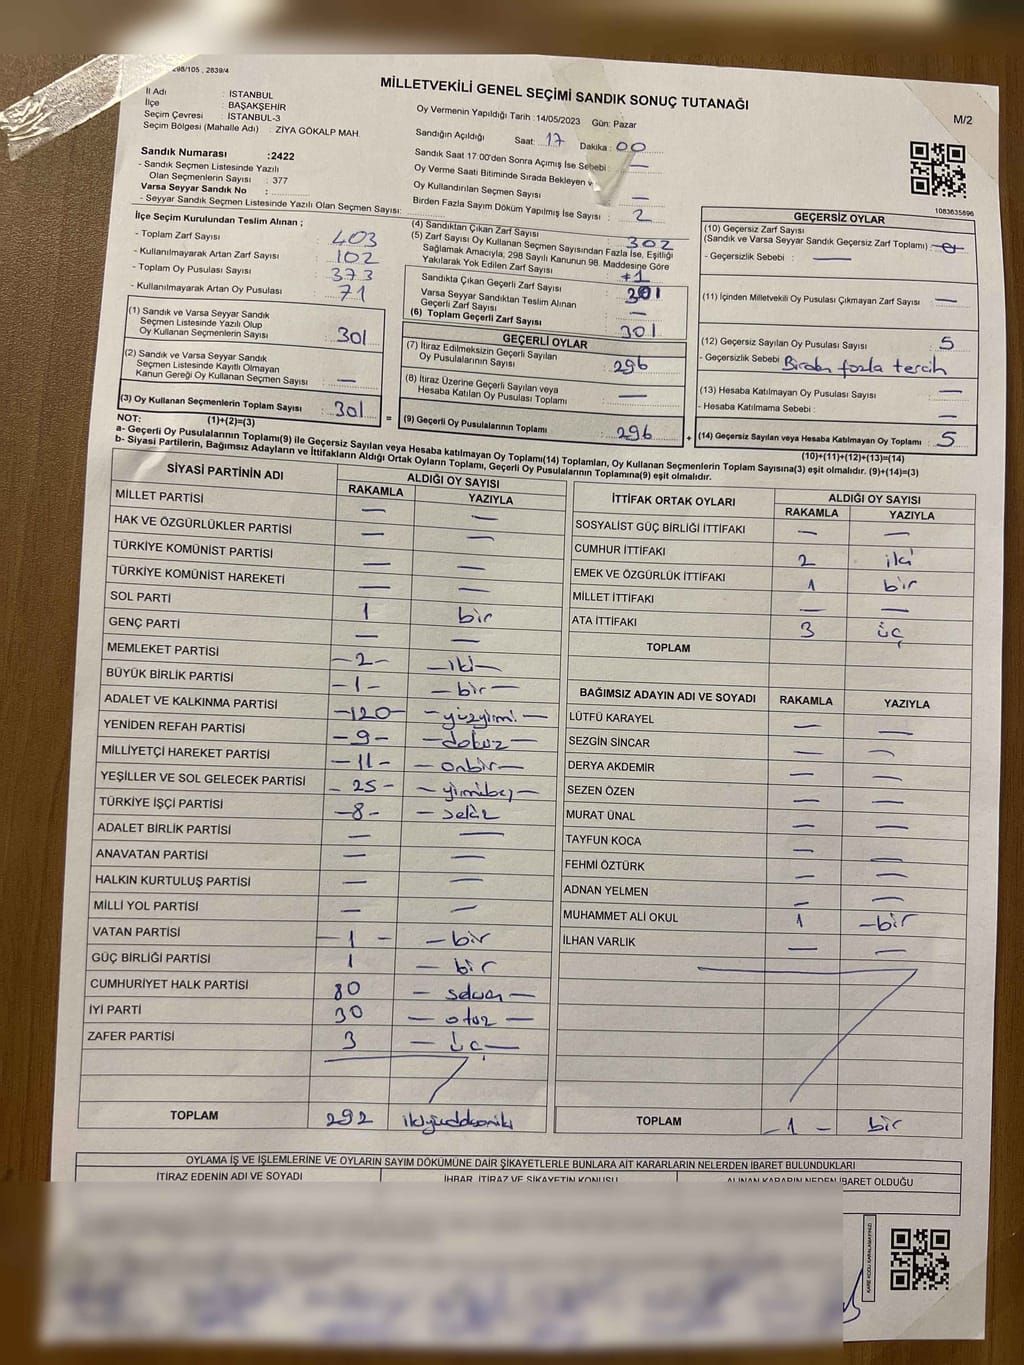 298/105 , 2839/4
MİLLETVEKİLİ GENEL SEÇİMİ SANDIK SONUÇ TUTANAĞI
M/2
İl Adı : İSTANBUL
İlçe : BAŞAKŞEHİR
Seçim Çevresi : İSTANBUL-3
Seçim Bölgesi (Mahalle Adı) : ZİYA GÖKALP MAH.
Sandık Numarası :2422
- Sandık Seçmen Listesinde Yazılı
Olan Seçmenlerin Sayısı : 377
Varsa Seyyar Sandık No :
- Seyyar Sandık Seçmen Listesinde Yazılı Olan Seçmen Sayısı:
Oy Vermenin Yapıldığı Tarih :14/05/2023 Gün: Pazar
Sandığın Açıldığı Saat: 17 Dakika : 00
Sandık Saat 17:00'den Sonra Açımış İse Sebebi : —
Oy Verme Saati Bitiminde Sırada Bekleyen v
Oy Kullandırılan Seçmen Sayısı —
Birden Fazla Sayım Döküm Yapılmış İse Sayısı : 2
1083635896
İlçe Seçim Kurulundan Teslim Alınan ;
- Toplam Zarf Sayısı : 403
- Kullanılmayarak Artan Zarf Sayısı : 102
- Toplam Oy Pusulası Sayısı : 373
- Kullanılmayarak Artan Oy Pusulası : 71
(1) Sandık ve Varsa Seyyar Sandık
Seçmen Listesinde Yazılı Olup
Oy Kullanan Seçmenlerin Sayısı : 301
(2) Sandık ve Varsa Seyyar Sandık
Seçmen Listesinde Kayıtlı Olmayan
Kanun Gereği Oy Kullanan Seçmen Sayısı : —
(3) Oy Kullanan Seçmenlerin Toplam Sayısı : 301
(1)+(2)=(3)
(4) Sandıktan Çıkan Zarf Sayısı : 302
(5) Zarf Sayısı Oy Kullanan Seçmen Sayısından Fazla İse, Eşitliği
Sağlamak Amacıyla, 298 Sayılı Kanunun 98. Maddesine Göre
Yakılarak Yok Edilen Zarf Sayısı : 1
Sandıkta Çıkan Geçerli Zarf Sayısı : 301
Varsa Seyyar Sandıktan Teslim Alınan
Geçerli Zarf Sayısı : —
(6) Toplam Geçerli Zarf Sayısı : 301
GEÇERLİ OYLAR
(7) İtiraz Edilmeksizin Geçerli Sayılan
Oy Pusulalarının Sayısı : 296
(8) İtiraz Üzerine Geçerli Sayılan veya
Hesaba Katılan Oy Pusulası Toplamı : —
= (9) Geçerli Oy Pusulalarının Toplamı : 296 +
GEÇERSİZ OYLAR
(10) Geçersiz Zarf Sayısı
(Sandık ve Varsa Seyyar Sandık Geçersiz Zarf Toplamı)
- Geçersizlik Sebebi : —
(11) İçinden Milletvekili Oy Pusulası Çıkmayan Zarf Sayısı : —
(12) Geçersiz Sayılan Oy Pusulası Sayısı : 5
- Geçersizlik Sebebi : Birden fazla tercih
(13) Hesaba Katılmayan Oy Pusulası Sayısı : —
- Hesaba Katılmama Sebebi : —
(14) Geçersiz Sayılan veya Hesaba Katılmayan Oy Toplamı : 5
(10)+(11)+(12)+(13)=(14)
NOT:
a- Geçerli Oy Pusulalarının Toplamı(9) ile Geçersiz Sayılan veya Hesaba katılmayan Oy Toplamı(14) Toplamları, Oy Kullanan Seçmenlerin Toplam Sayısına(3) eşit olmalıdır. (9)+(14)=(3)
b- Siyasi Partilerin, Bağımsız Adayların ve İttifakların Aldığı Ortak Oyların Toplamı, Geçerli Oy Pusulalarının Toplamına(9) eşit olmalıdır.
SİYASİ PARTİNİN ADI ALDIĞI OY SAYISI
RAKAMLA YAZIYLA
MİLLET PARTİSİ — —
HAK VE ÖZGÜRLÜKLER PARTİSİ — —
TÜRKİYE KOMÜNİST PARTİSİ — —
TÜRKİYE KOMÜNİST HAREKETİ — —
SOL PARTİ 1 bir
GENÇ PARTİ — —
MEMLEKET PARTİSİ —2— —iki—
BÜYÜK BİRLİK PARTİSİ —1— —bir—
ADALET VE KALKINMA PARTİSİ —120— —yüzyirmi—
YENİDEN REFAH PARTİSİ —9— —dokuz—
MİLLİYETÇİ HAREKET PARTİSİ —11— —onbir—
YEŞİLLER VE SOL GELECEK PARTİSİ —25— —yirmibeş—
TÜRKİYE İŞÇİ PARTİSİ —8— —sekiz
ADALET BİRLİK PARTİSİ — —
ANAVATAN PARTİSİ — —
HALKIN KURTULUŞ PARTİSİ — —
MİLLİ YOL PARTİSİ — —
VATAN PARTİSİ —1— —bir
GÜÇ BİRLİĞİ PARTİSİ 1 —bir
CUMHURİYET HALK PARTİSİ 80 —seksen—
İYİ PARTİ 30 —otuz—
ZAFER PARTİSİ 3 —üç—
TOPLAM 292 ikiyüzdoksaniki
İTTİFAK ORTAK OYLARI ALDIĞI OY SAYISI
RAKAMLA YAZIYLA
SOSYALİST GÜÇ BİRLİĞİ İTTİFAKI — —
CUMHUR İTTİFAKI 2 iki
EMEK VE ÖZGÜRLÜK İTTİFAKI 1 bir
MİLLET İTTİFAKI — —
ATA İTTİFAKI 3 üç
TOPLAM
BAĞIMSIZ ADAYIN ADI VE SOYADI RAKAMLA YAZIYLA
LÜTFÜ KARAYEL — —
SEZGİN SİNCAR — —
DERYA AKDEMİR — —
SEZEN ÖZEN — —
MURAT ÜNAL — —
TAYFUN KOCA — —
FEHMİ ÖZTÜRK — —
ADNAN YELMEN — —
MUHAMMET ALİ OKUL 1 —bir
İLHAN VARLIK — —
TOPLAM —1— bir
OYLAMA İŞ VE İŞLEMLERİNE VE OYLARIN SAYIM DÖKÜMÜNE DAİR ŞİKAYETLERLE BUNLARA AİT KARARLARIN NELERDEN İBARET BULUNDUKLARI
İTİRAZ EDENİN ADI VE SOYADI İHBAR, İTİRAZ VE ŞİKAYETİN KONUSU ALINAN KARARIN NEDEN İBARET OLDUĞU
KARE KODU KARALAMAYINIZ!